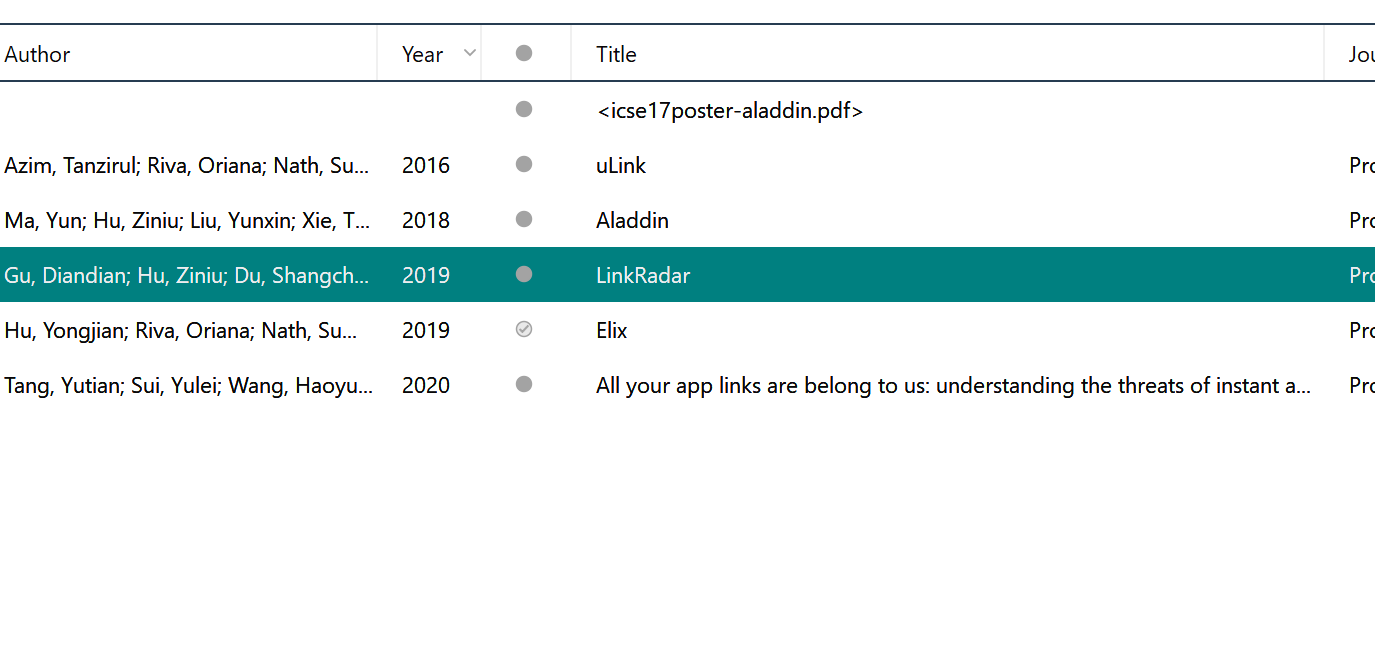 Author Year Title Jou
<icse17poster-aladdin.pdf>
Azim, Tanzirul; Riva, Oriana; Nath, Su... 2016 uLink Pro
Ma, Yun; Hu, Ziniu; Liu, Yunxin; Xie, T... 2018 Aladdin Pro
Gu, Diandian; Hu, Ziniu; Du, Shangch... 2019 LinkRadar Pro
Hu, Yongjian; Riva, Oriana; Nath, Su... 2019 Elix Pro
Tang, Yutian; Sui, Yulei; Wang, Haoyu... 2020 All your app links are belong to us: understanding the threats of instant a... Pro